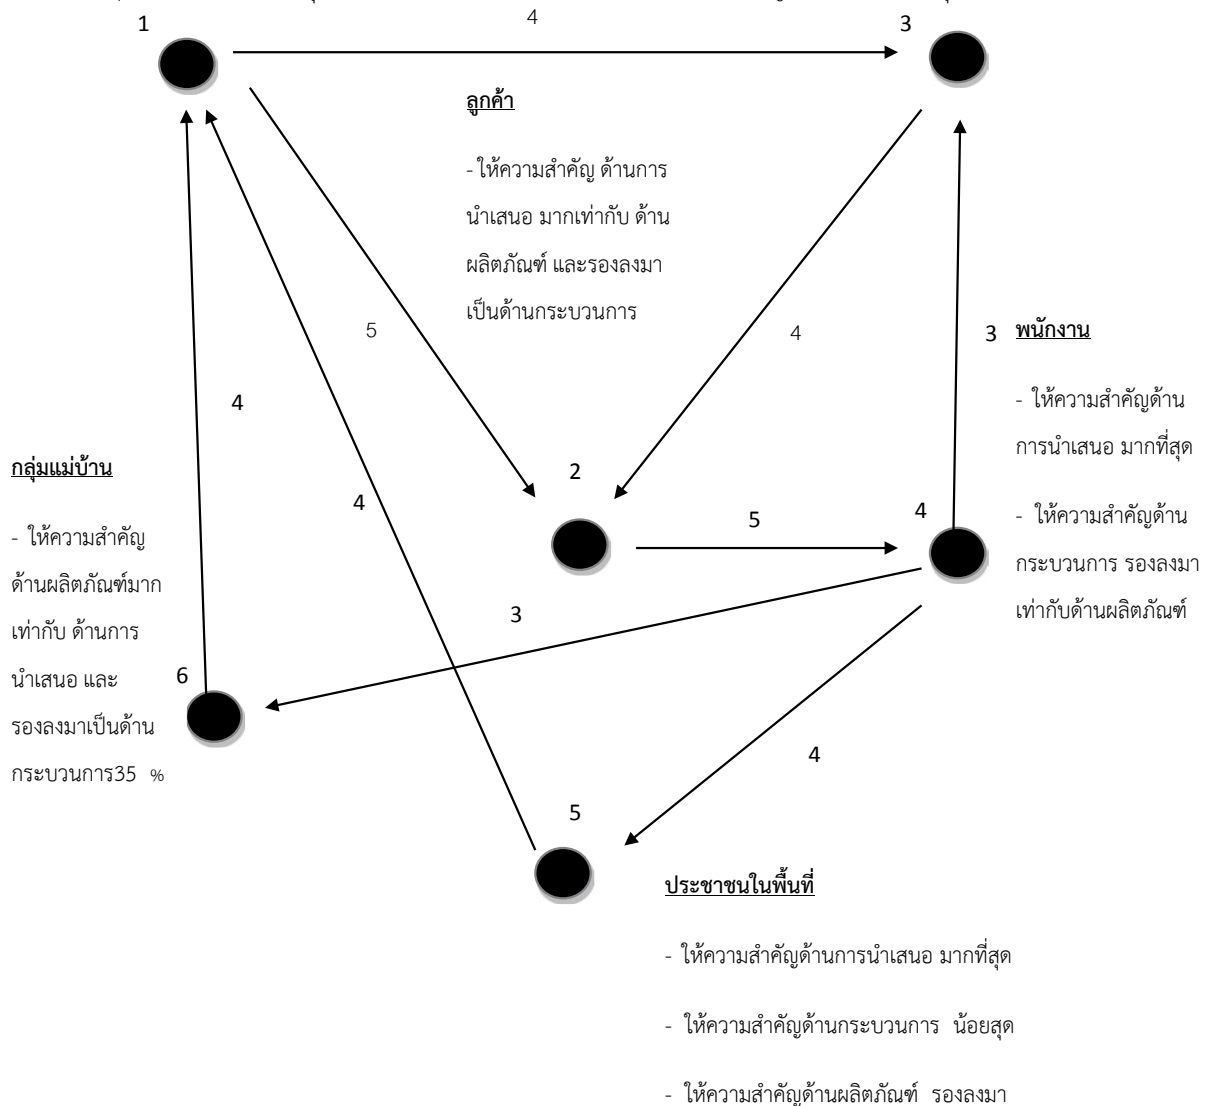 1
4
3
ลูกค้า
- ให้ความสำคัญ ด้านการ
นำเสนอ มากเท่ากับ ด้าน
ผลิตภัณฑ์ และรองลงมา
เป็นด้านกระบวนการ
5
4
3
พนักงาน
- ให้ความสำคัญด้าน
การนำเสนอ มากที่สุด
- ให้ความสำคัญด้าน
กระบวนการ รองลงมา
เท่ากับด้านผลิตภัณฑ์
4
กลุ่มแม่บ้าน
- ให้ความสำคัญ
ด้านผลิตภัณฑ์มาก
เท่ากับ ด้านการ
นำเสนอ และ
รองลงมาเป็นด้าน
กระบวนการ35 %
4
2
5
4
3
6
4
5
ประชาชนในพื้นที่
- ให้ความสำคัญด้านการนำเสนอ มากที่สุด
- ให้ความสำคัญด้านกระบวนการ น้อยสุด
- ให้ความสำคัญด้านผลิตภัณฑ์ รองลงมา